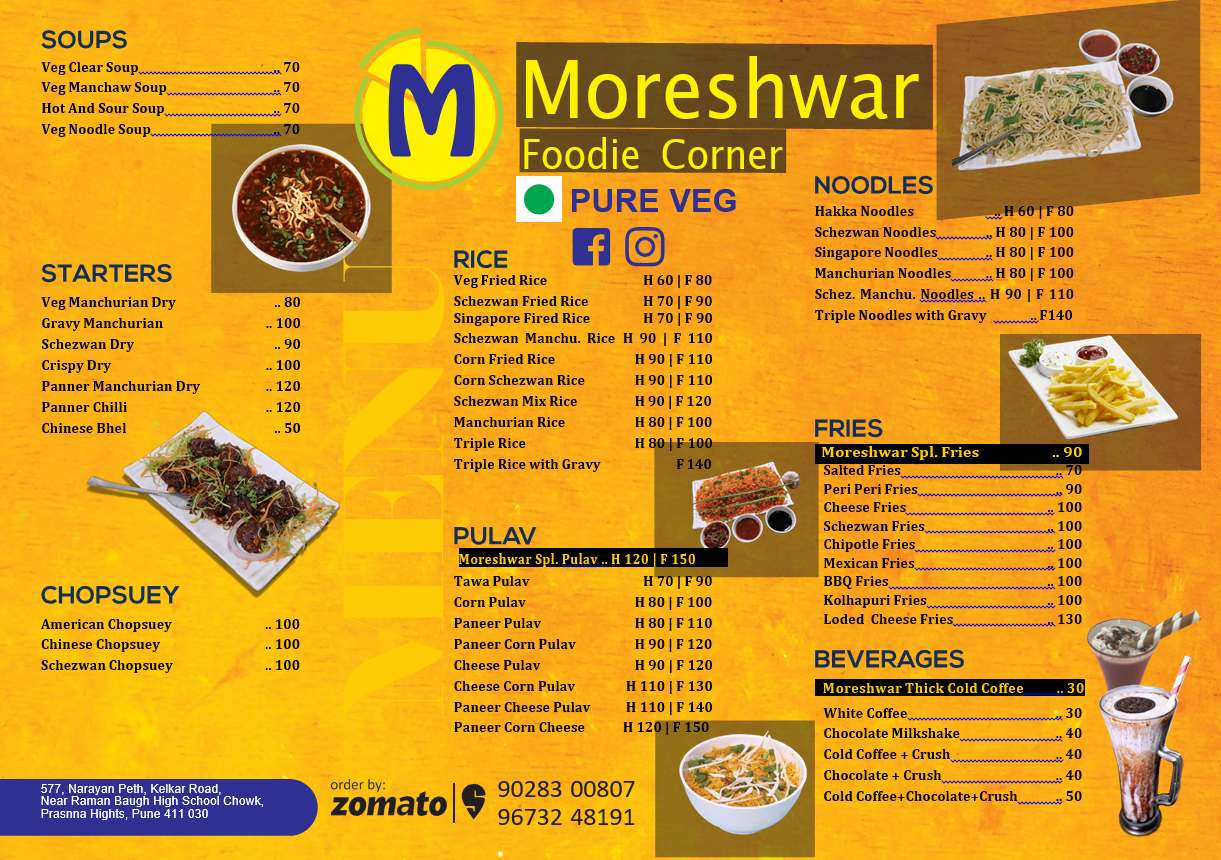 SOUPS
Veg Clear Soup .. 70
Veg Manchaw Soup .. 70
Hot And Sour Soup .. 70
Veg Noodle Soup .. 70
STARTERS
Veg Manchurian Dry .. 80
Gravy Manchurian .. 100
Schezwan Dry .. 90
Crispy Dry .. 100
Panner Manchurian Dry .. 120
Panner Chilli .. 120
Chinese Bhel .. 50
CHOPSUEY
American Chopsuey .. 100
Chinese Chopsuey .. 100
Schezwan Chopsuey .. 100
577, Narayan Peth, Kelkar Road,
Near Raman Baugh High School Chowk,
Prasnna Hights, Pune 411 030
MENU
M
Moreshwar
Foodie Corner
PURE VEG
RICE
Veg Fried Rice H 60 | F 80
Schezwan Fried Rice H 70 | F 90
Singapore Fired Rice H 70 | F 90
Schezwan Manchu. Rice H 90 | F 110
Corn Fried Rice H 90 | F 110
Corn Schezwan Rice H 90 | F 110
Schezwan Mix Rice H 90 | F 120
Manchurian Rice H 80 | F 100
Triple Rice H 80 | F 100
Triple Rice with Gravy F 140
PULAV
Moreshwar Spl. Pulav .. H 120 | F 150
Tawa Pulav H 70 | F 90
Corn Pulav H 80 | F 100
Paneer Pulav H 80 | F 110
Paneer Corn Pulav H 90 | F 120
Cheese Pulav H 90 | F 120
Cheese Corn Pulav H 110 | F 130
Paneer Cheese Pulav H 110 | F 140
Paneer Corn Cheese H 120 | F 150
order by:
zomato
90283 00807
96732 48191
NOODLES
Hakka Noodles .. H 60 | F 80
Schezwan Noodles .. H 80 | F 100
Singapore Noodles .. H 80 | F 100
Manchurian Noodles .. H 80 | F 100
Schez. Manchu. Noodles .. H 90 | F 110
Triple Noodles with Gravy .. F140
FRIES
Moreshwar Spl. Fries .. 90
Salted Fries .. 70
Peri Peri Fries .. 90
Cheese Fries .. 100
Schezwan Fries .. 100
Chipotle Fries .. 100
Mexican Fries .. 100
BBQ Fries .. 100
Kolhapuri Fries .. 100
Loded Cheese Fries .. 130
BEVERAGES
Moreshwar Thick Cold Coffee .. 30
White Coffee .. 30
Chocolate Milkshake .. 40
Cold Coffee + Crush .. 40
Chocolate + Crush .. 40
Cold Coffee+Chocolate+Crush .. 50